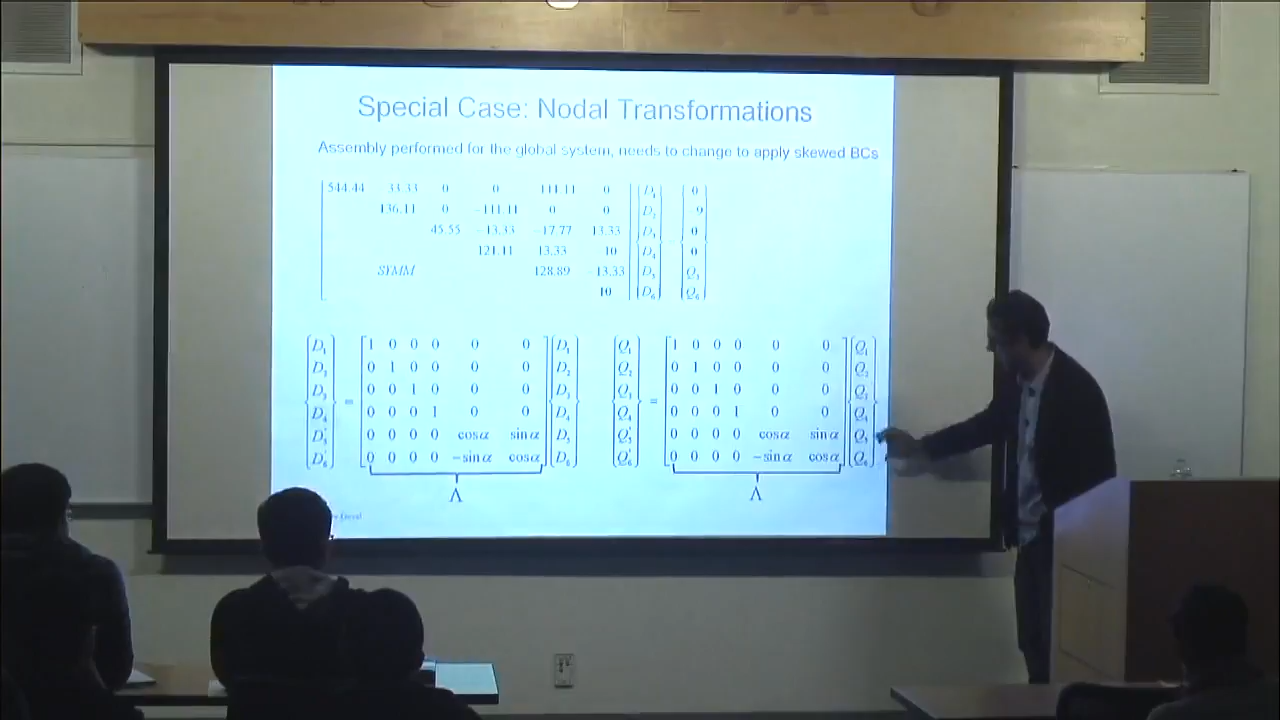 Special Case: Nodal Transformations
Assembly performed for the global system, needs to change to apply skewed BCs
544.44 33.33 0 0 111.11 0 D1 0
136.11 0 −111.11 0 0 D2 9
45.55 −13.33 −17.77 13.33 D3 0
121.11 13.33 10 D4 0
SYMM 128.89 −13.33 D5 Q5
10 D6 Q6
D1 1 0 0 0 0 0 D1 Q1 1 0 0 0 0 0 Q1
D2 0 1 0 0 0 0 D2 Q2 0 1 0 0 0 0 Q2
D3 0 0 1 0 0 0 D3 Q3 0 0 1 0 0 0 Q3
D4 = 0 0 0 1 0 0 D4 Q4 = 0 0 0 1 0 0 Q4
D5' 0 0 0 0 cosα sinα D5 Q5' 0 0 0 0 cosα sinα Q5
D6' 0 0 0 0 −sinα cosα D6 Q6' 0 0 0 0 −sinα cosα Q6
Λ Λ